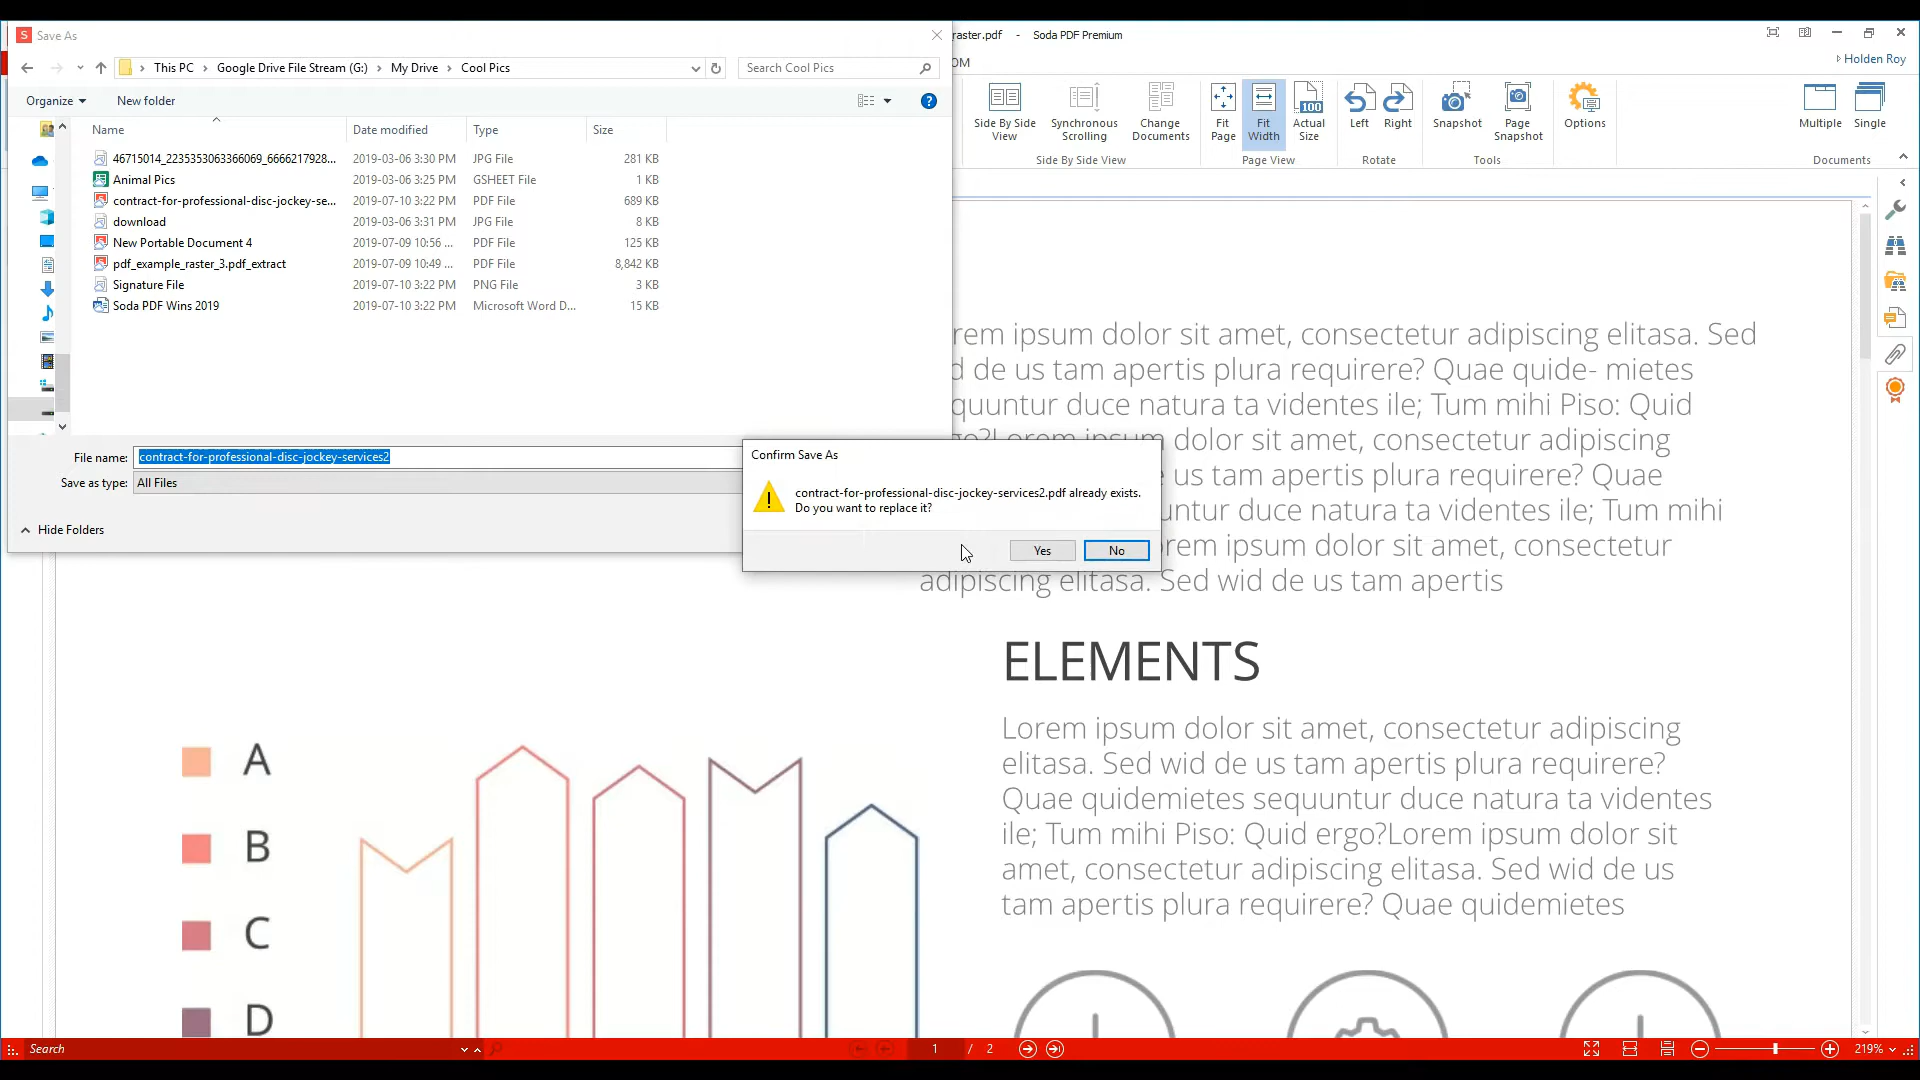 Save As
raster.pdf - Soda PDF Premium
This PC > Google Drive File Stream (G:) > My Drive > Cool Pics
Search Cool Pics
OM
Holden Roy
Organize
New folder
Side By Side View
Synchronous Scrolling
Change Documents
Side By Side View
Fit Page
Fit Width
100
Actual Size
Page View
Left
Right
Rotate
Snapshot
Page Snapshot
Tools
Options
Multiple
Single
Documents
Name Date modified Type Size
46715014_2235353063366069_6666217928... 2019-03-06 3:30 PM JPG File 281 KB
Animal Pics 2019-03-06 3:25 PM GSHEET File 1 KB
contract-for-professional-disc-jockey-se... 2019-07-10 3:22 PM PDF File 689 KB
download 2019-03-06 3:31 PM JPG File 8 KB
New Portable Document 4 2019-07-09 10:56 ... PDF File 125 KB
pdf_example_raster_3.pdf_extract 2019-07-09 10:49 ... PDF File 8,842 KB
Signature File 2019-07-10 3:22 PM PNG File 3 KB
Soda PDF Wins 2019 2019-07-10 3:22 PM Microsoft Word D... 15 KB
File name: contract-for-professional-disc-jockey-services2
Save as type: All Files
Hide Folders
Confirm Save As
contract-for-professional-disc-jockey-services2.pdf already exists.
Do you want to replace it?
Yes
No
rem ipsum dolor sit amet, consectetur adipiscing elitasa. Sed
d de us tam apertis plura requirere? Quae quide- mietes
quuntur duce natura ta videntes ile; Tum mihi Piso: Quid
go?Lorem ipsum dolor sit amet, consectetur adipiscing
us tam apertis plura requirere? Quae
untur duce natura ta videntes ile; Tum mihi
rem ipsum dolor sit amet, consectetur
adipiscing elitasa. Sed wid de us tam apertis
ELEMENTS
Lorem ipsum dolor sit amet, consectetur adipiscing
elitasa. Sed wid de us tam apertis plura requirere?
Quae quidemietes sequuntur duce natura ta videntes
ile; Tum mihi Piso: Quid ergo?Lorem ipsum dolor sit
amet, consectetur adipiscing elitasa. Sed wid de us
tam apertis plura requirere? Quae quidemietes
A
B
C
D
Search
1 / 2
219%